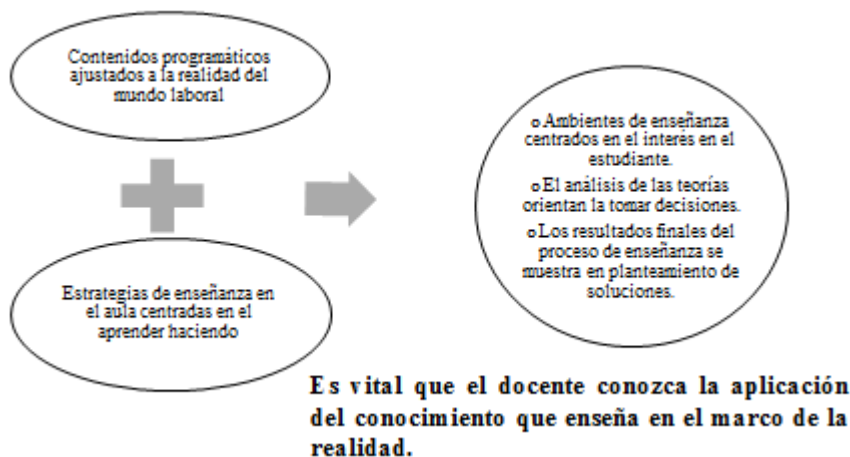 Contenidos programáticos
ajustados a la realidad del
mundo laboral
Estrategias de enseñanza en
el aula centradas en el
aprender haciendo
o Ambientes de enseñanza
centrados en el interés en el
estudiante.
o El análisis de las teorías
orientan la tomar decisiones.
o Los resultados finales del
proceso de enseñanza se
muestra en planteamiento de
soluciones.
Es vital que el docente conozca la aplicación
del conocimiento que enseña en el marco de la
realidad.